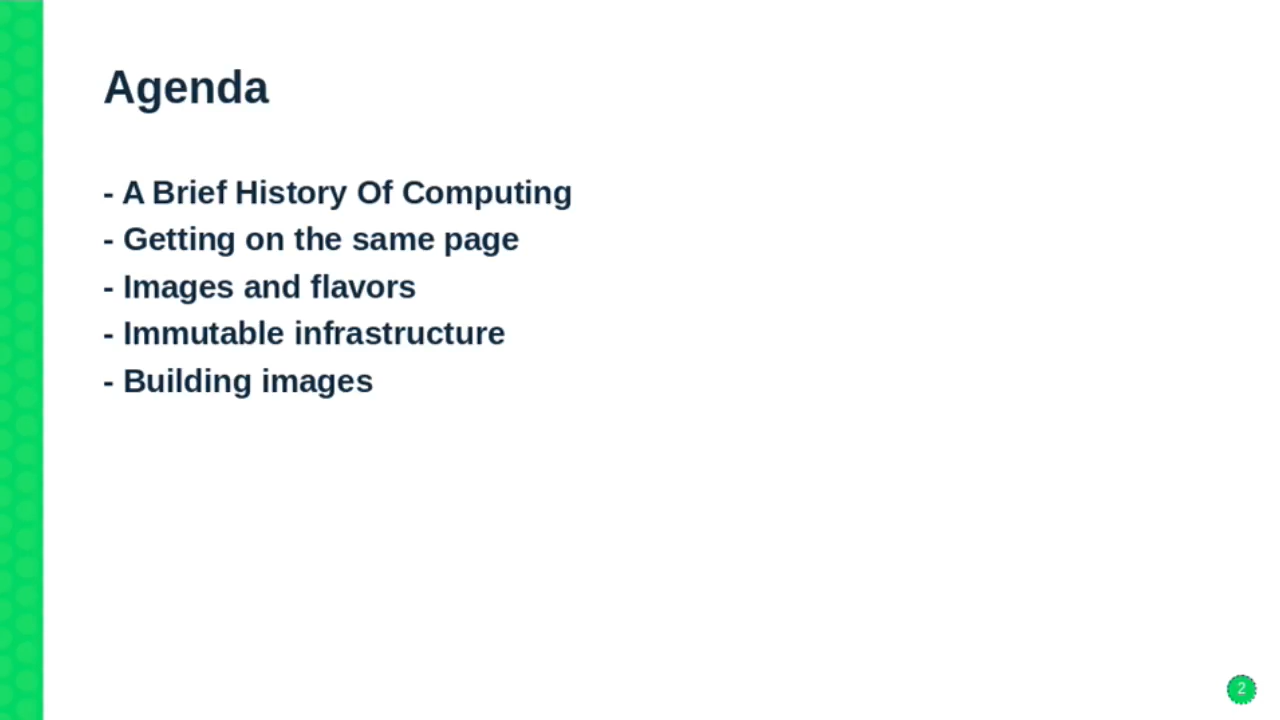 Agenda
- A Brief History Of Computing
- Getting on the same page
- Images and flavors
- Immutable infrastructure
- Building images
2